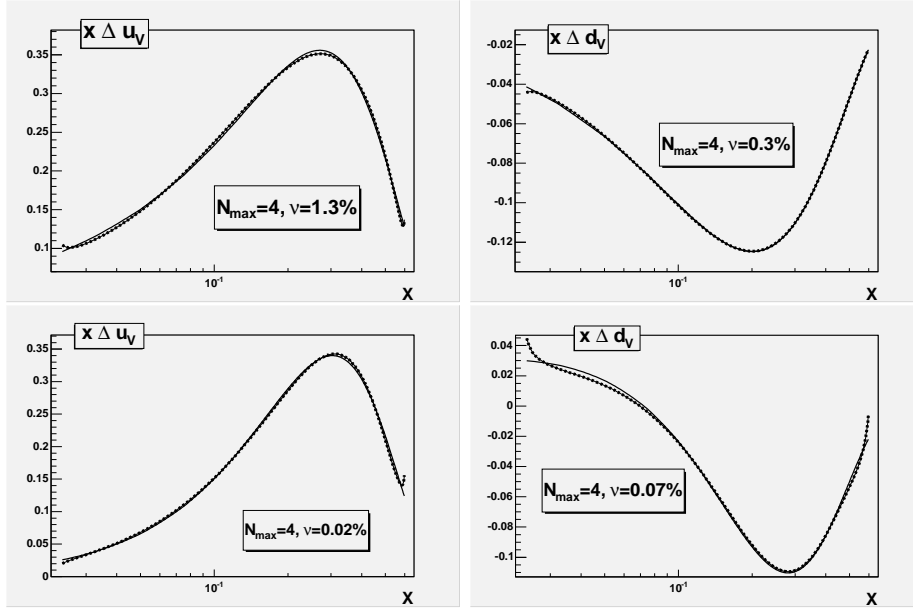 x Δ u_V
0.35
0.3
0.25
0.2
0.15
0.1
N_max=4, ν=1.3%
10^-1
X
x Δ d_V
-0.02
-0.04
-0.06
-0.08
-0.1
-0.12
N_max=4, ν=0.3%
10^-1
X
x Δ u_V
0.35
0.3
0.25
0.2
0.15
0.1
0.05
0
N_max=4, ν=0.02%
10^-1
X
x Δ d_V
0.04
0.02
0
-0.02
-0.04
-0.06
-0.08
-0.1
N_max=4, ν=0.07%
10^-1
X